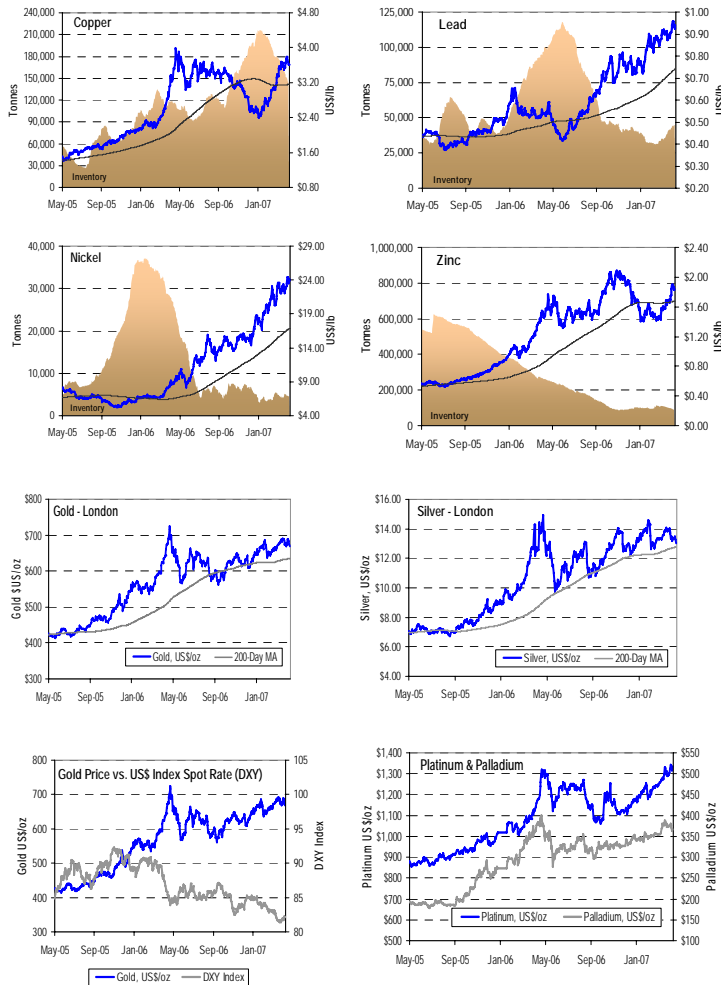 Copper
240,000
210,000
180,000
150,000
120,000
90,000
60,000
30,000
0
Tonnes
$4.80
$4.00
$3.20
$2.40
$1.60
$0.80
US$/lb
Inventory
May-05 Sep-05 Jan-06 May-06 Sep-06 Jan-07
Lead
125,000
100,000
75,000
50,000
25,000
0
Tonnes
$1.00
$0.90
$0.80
$0.70
$0.60
$0.50
$0.40
$0.30
$0.20
US$/lb
Inventory
May-05 Sep-05 Jan-06 May-06 Sep-06 Jan-07
Nickel
40,000
30,000
20,000
10,000
0
Tonnes
$29.00
$24.00
$19.00
$14.00
$9.00
$4.00
US$/lb
Inventory
May-05 Sep-05 Jan-06 May-06 Sep-06 Jan-07
Zinc
1,000,000
800,000
600,000
400,000
200,000
0
Tonnes
$2.40
$2.00
$1.60
$1.20
$0.80
$0.40
$0.00
US$/lb
Inventory
May-05 Sep-05 Jan-06 May-06 Sep-06 Jan-07
Gold - London
$800
$700
$600
$500
$400
$300
Gold $US/oz
Gold, US$/oz 200-Day MA
May-05 Sep-05 Jan-06 May-06 Sep-06 Jan-07
Silver - London
$16.00
$14.00
$12.00
$10.00
$8.00
$6.00
$4.00
Silver, US$/oz
Silver, US$/oz 200-Day MA
May-05 Sep-05 Jan-06 May-06 Sep-06 Jan-07
Gold Price vs. US$ Index Spot Rate (DXY)
800
700
600
500
400
300
Gold US$/oz
105
100
95
90
85
80
DXY Index
May-05 Sep-05 Jan-06 May-06 Sep-06 Jan-07
Gold, US$/oz DXY Index
Platinum & Palladium
$1,400
$1,300
$1,200
$1,100
$1,000
$900
$800
$700
$600
$500
Platinum US$/oz
$550
$500
$450
$400
$350
$300
$250
$200
$150
$100
Palladium US$/oz
Platinum, US$/oz Palladium, US$/oz
May-05 Sep-05 Jan-06 May-06 Sep-06 Jan-07